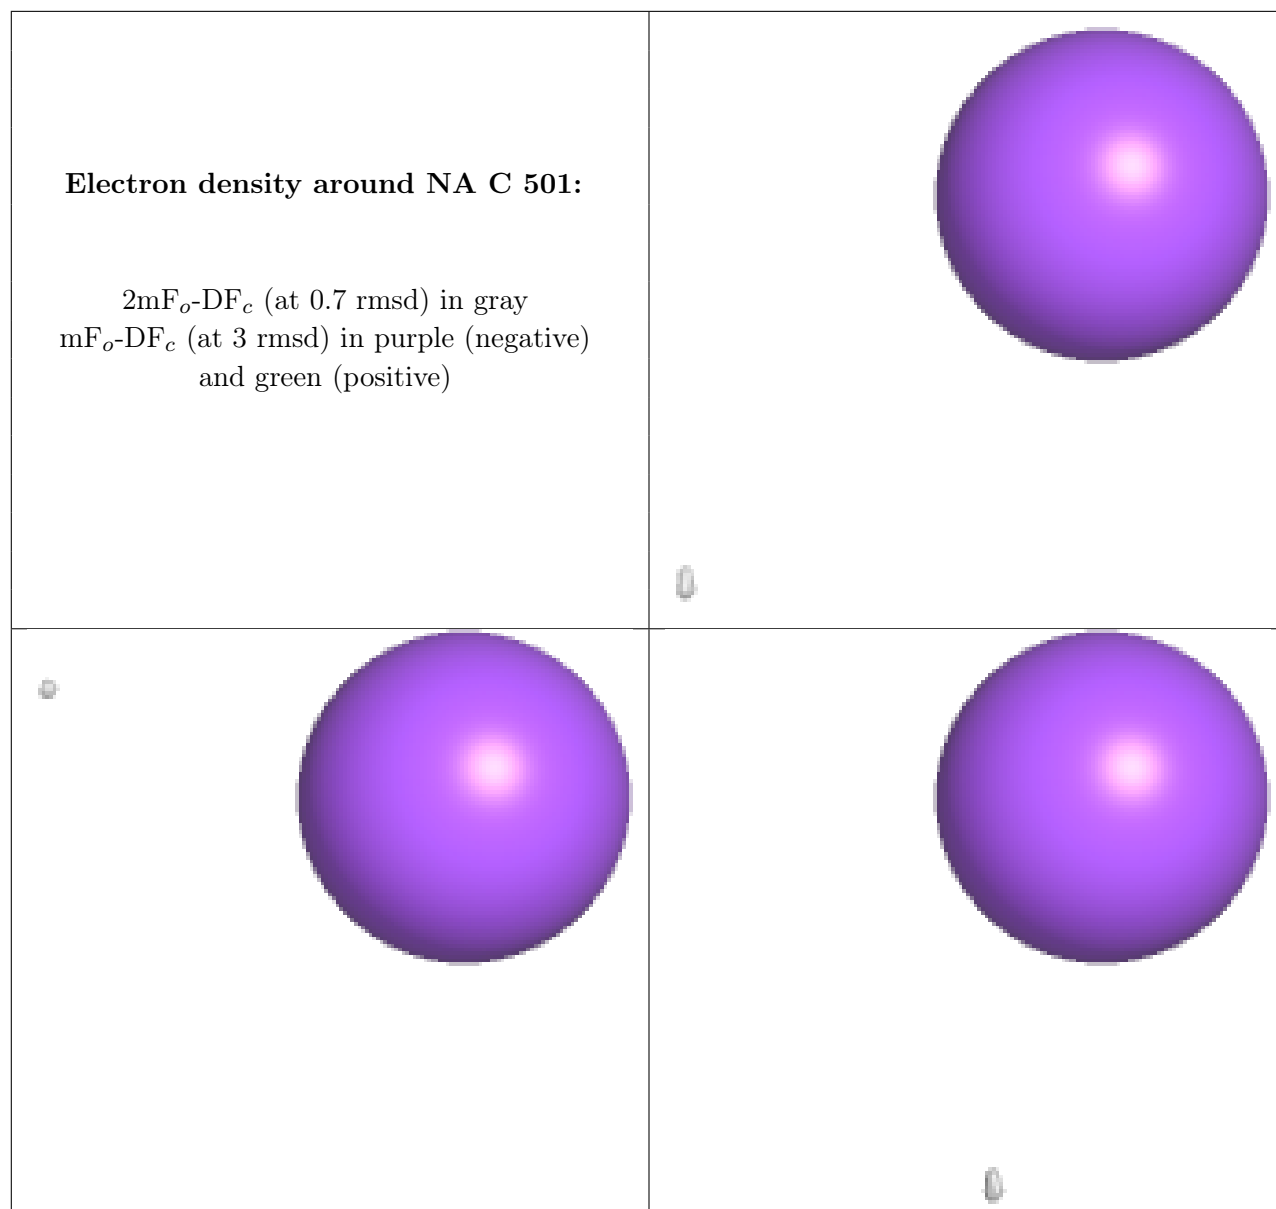 Electron density around NA C 501:
2mFₒ-DF𝒸 (at 0.7 rmsd) in gray
mFₒ-DF𝒸 (at 3 rmsd) in purple (negative)
and green (positive)